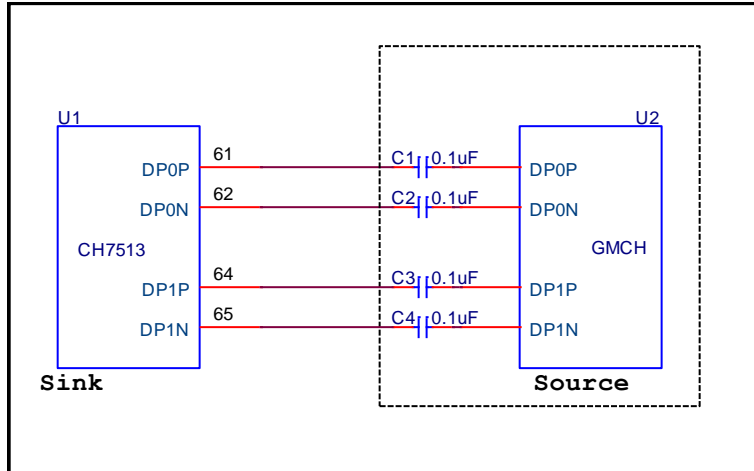 U1 U2
61 C1 0.1uF
DP0P DP0P
62 C2 0.1uF
DP0N DP0N
CH7513 GMCH
64 C3 0.1uF
DP1P DP1P
65 C4 0.1uF
DP1N DP1N
Sink Source